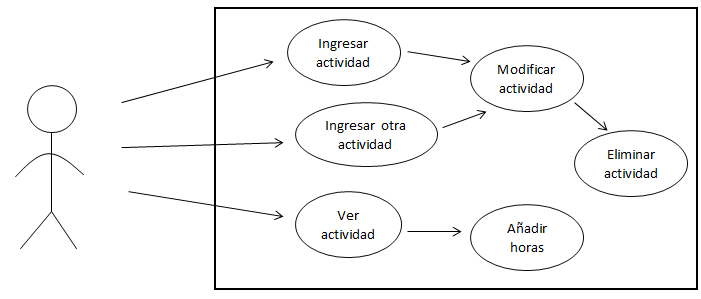 Ingresar
actividad
Modificar
actividad
Ingresar otra
actividad
Eliminar
actividad
Ver
actividad
Añadir
horas